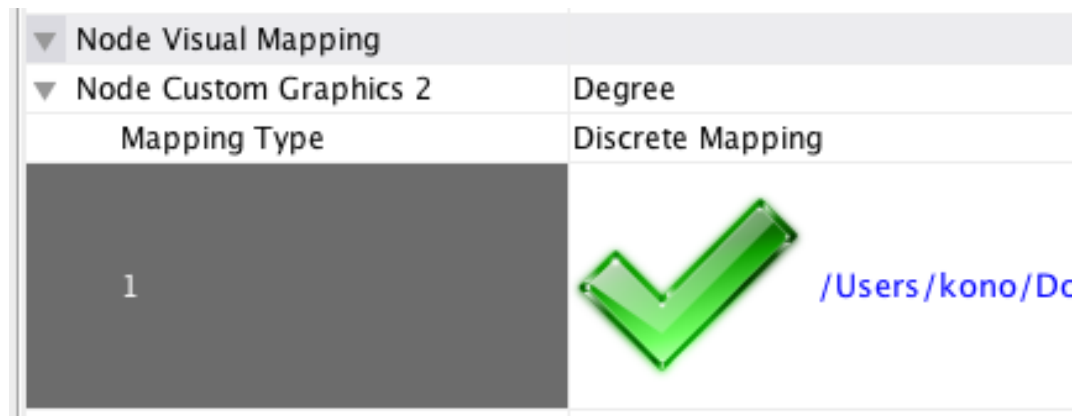 Node Visual Mapping
Node Custom Graphics 2 Degree
Mapping Type Discrete Mapping
1 /Users/kono/Do